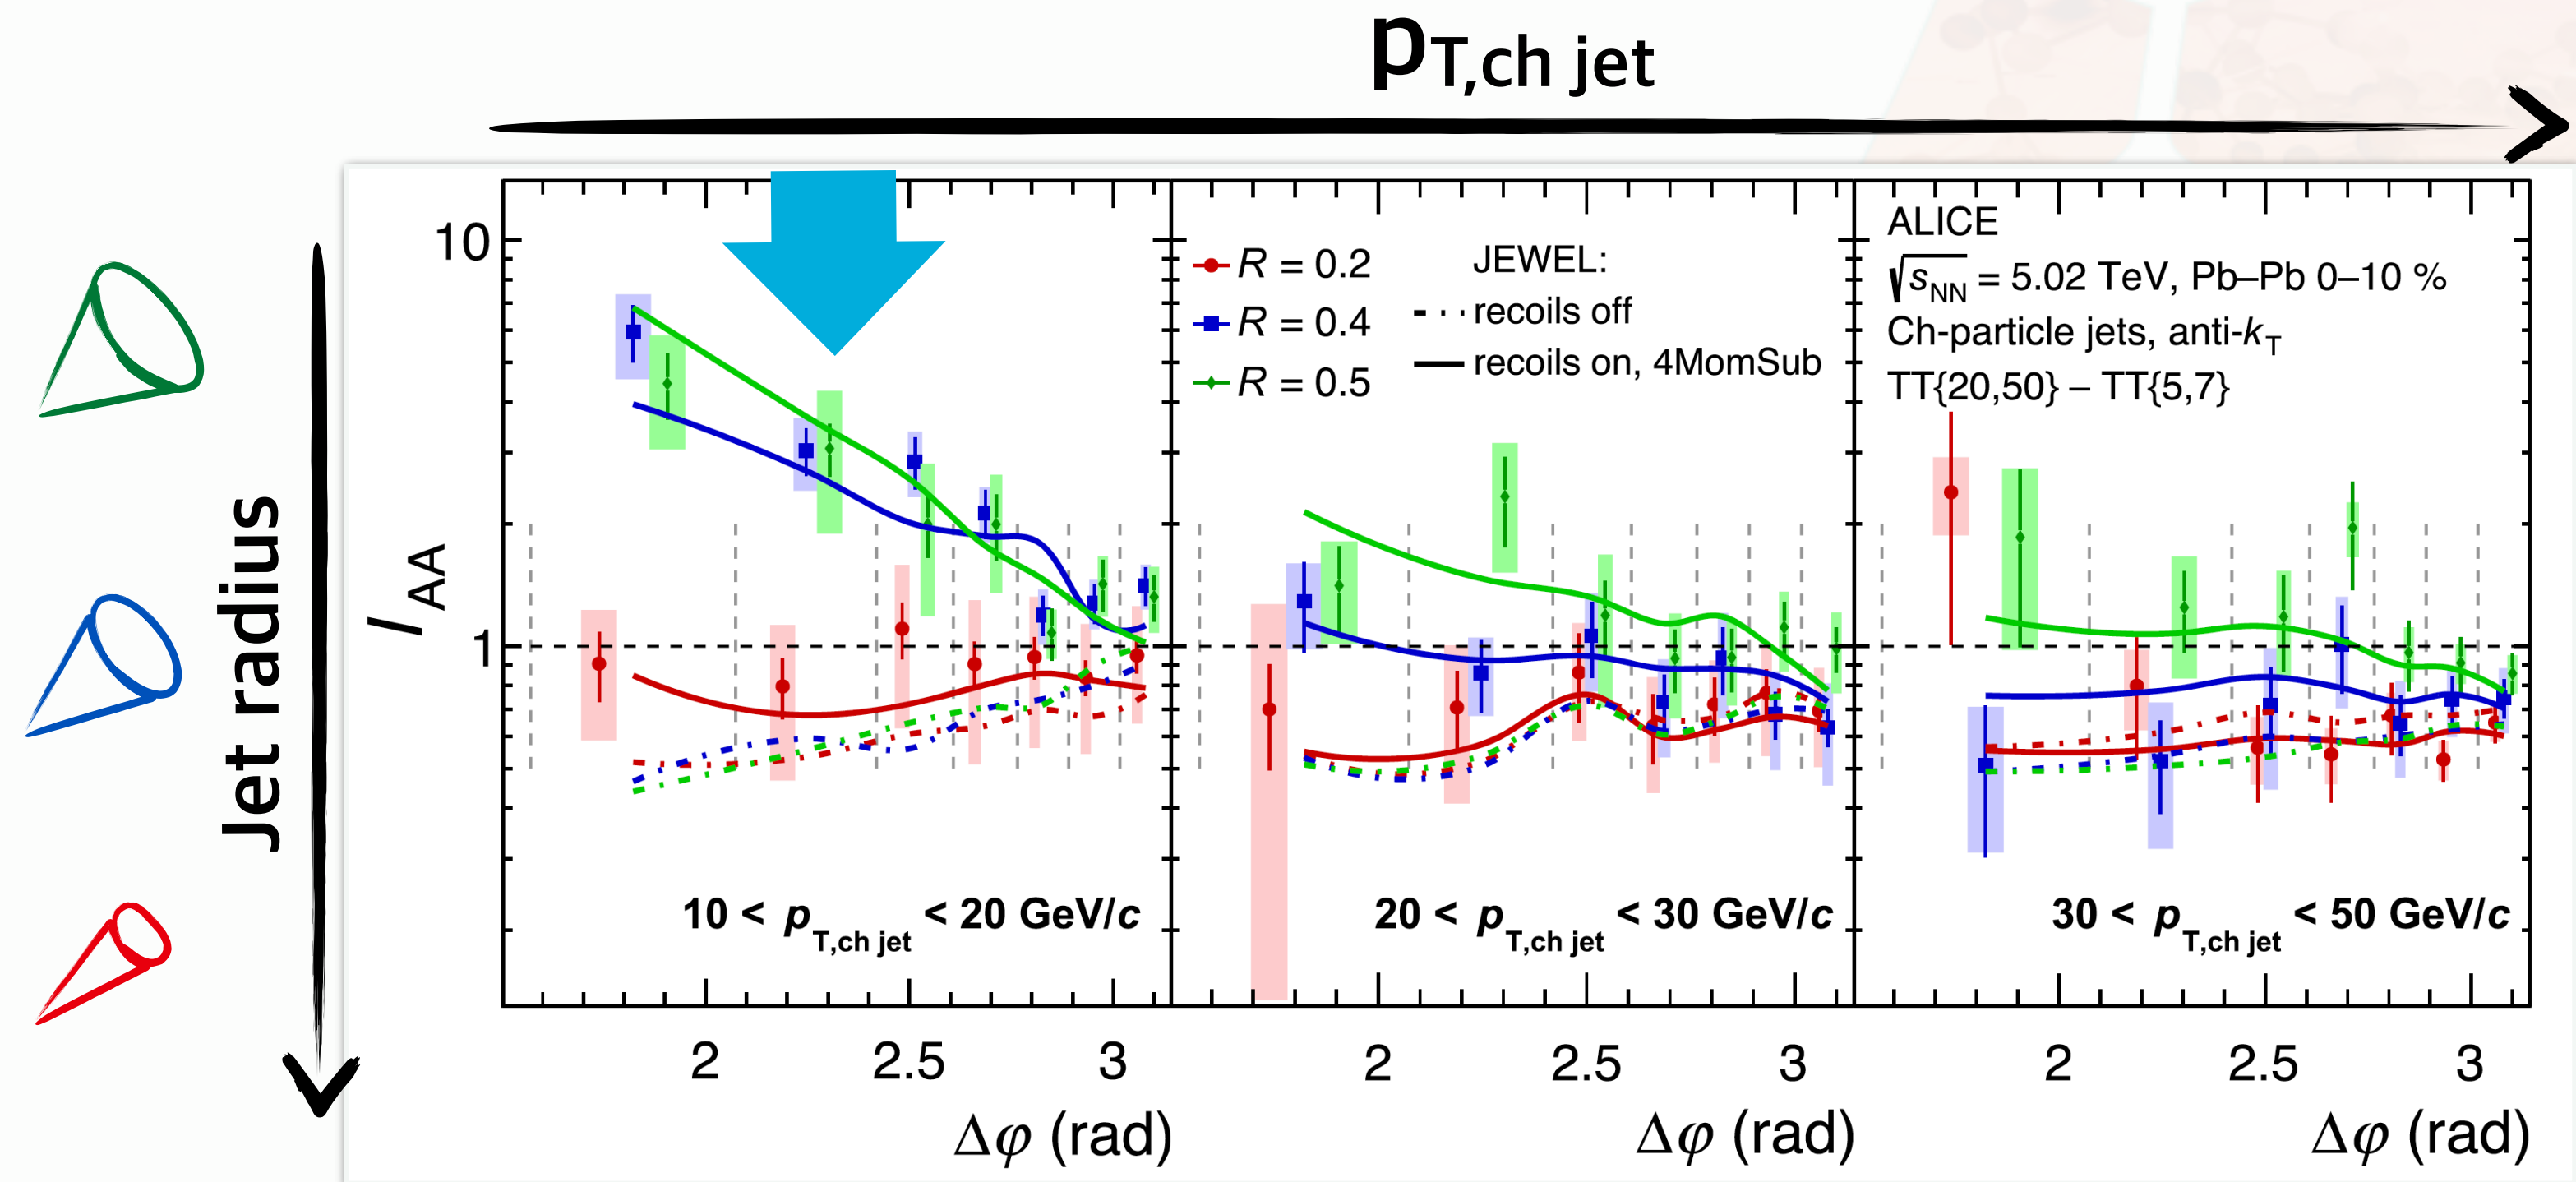 pT,ch jet
Jet radius
IAA
10
1
R = 0.2
R = 0.4
R = 0.5
JEWEL:
recoils off
recoils on, 4MomSub
ALICE
√sNN = 5.02 TeV, Pb–Pb 0–10 %
Ch-particle jets, anti-kT
TT{20,50} – TT{5,7}
10 < pT,ch jet < 20 GeV/c
20 < pT,ch jet < 30 GeV/c
30 < pT,ch jet < 50 GeV/c
2 2.5 3
2 2.5 3
2 2.5 3
Δφ (rad)
Δφ (rad)
Δφ (rad)